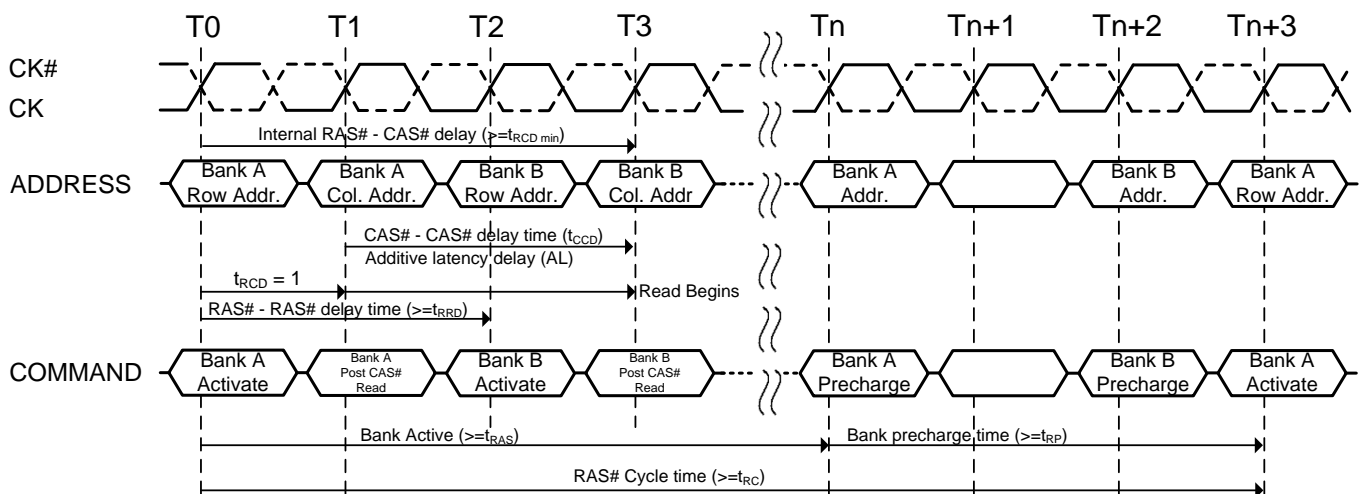 T0 T1 T2 T3 Tn Tn+1 Tn+2 Tn+3
CK#
CK
Internal RAS# - CAS# delay (>=tRCD min)
ADDRESS
Bank A Row Addr.
Bank A Col. Addr.
Bank B Row Addr.
Bank B Col. Addr
Bank A Addr.
Bank B Addr.
Bank A Row Addr.
CAS# - CAS# delay time (tCCD)
Additive latency delay (AL)
tRCD = 1
Read Begins
RAS# - RAS# delay time (>=tRRD)
COMMAND
Bank A Activate
Bank A Post CAS# Read
Bank B Activate
Bank B Post CAS# Read
Bank A Precharge
Bank B Precharge
Bank A Activate
Bank Active (>=tRAS)
Bank precharge time (>=tRP)
RAS# Cycle time (>=tRC)